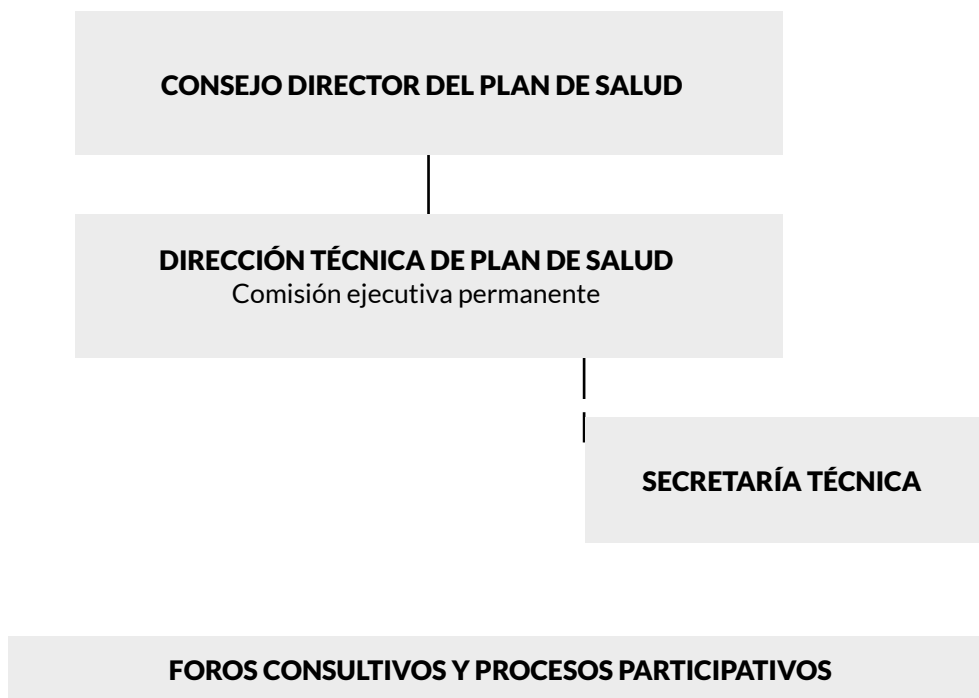 CONSEJO DIRECTOR DEL PLAN DE SALUD
DIRECCIÓN TÉCNICA DE PLAN DE SALUD
Comisión ejecutiva permanente
SECRETARÍA TÉCNICA
FOROS CONSULTIVOS Y PROCESOS PARTICIPATIVOS